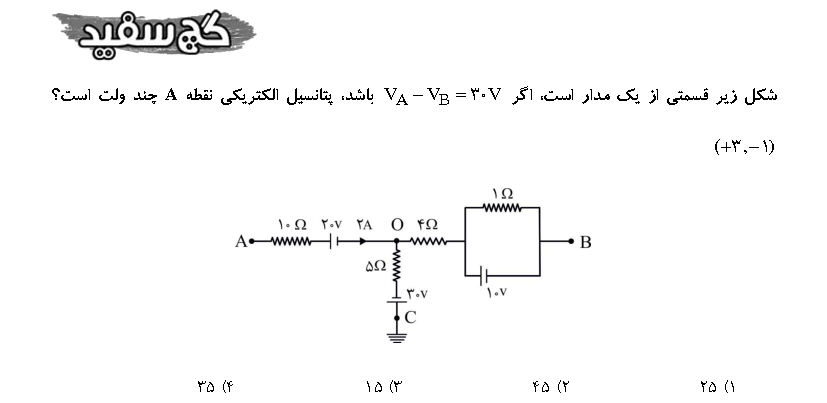 گچ سفید
شکل زیر قسمتی از یک مدار است، اگر V_A − V_B = ۳۰V باشد، پتانسیل الکتریکی نقطه A چند ولت است؟
(+۳,−۱)
۱Ω
۱۰Ω ۲۰v ۲A O ۴Ω
A B
۵Ω
۳۰v ۱۰v
C
۱) ۲۵ ۲) ۴۵ ۳) ۱۵ ۴) ۳۵